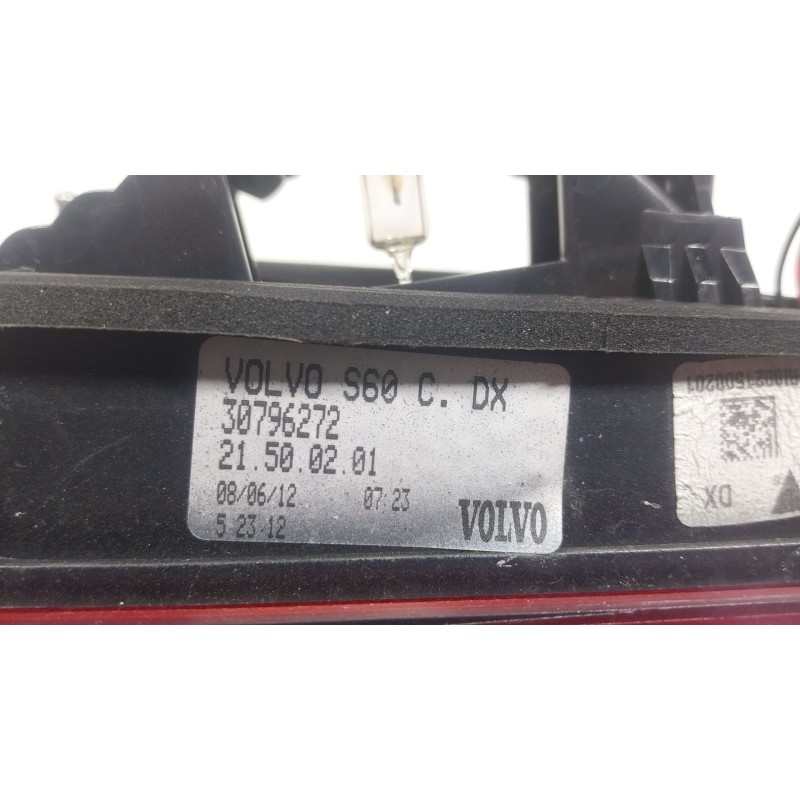 VOLVO S60 C. DX
30796272
21.50.02.01
08/06/12 07:23
5 23 12
VOLVO
DX